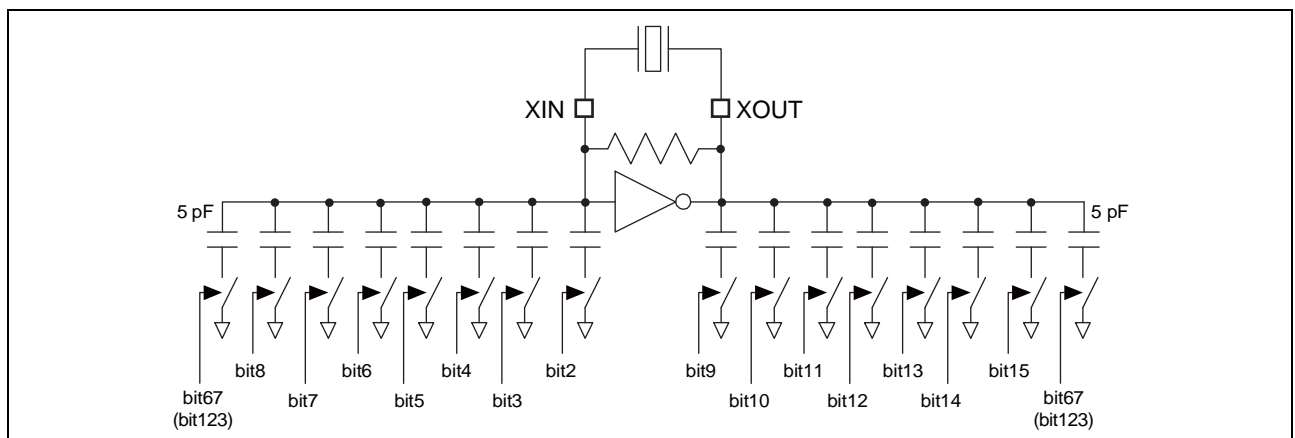 XIN XOUT
5 pF 5 pF
bit8 bit6 bit4 bit2 bit9 bit11 bit13 bit15
bit67 bit7 bit5 bit3 bit10 bit12 bit14 bit67
(bit123) (bit123)